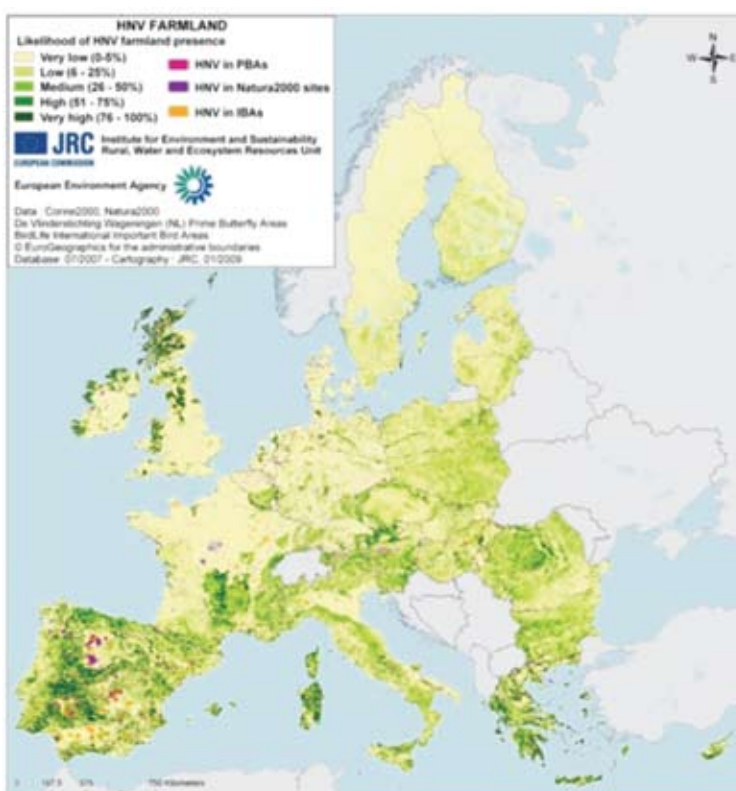 HNV FARMLAND
Likelihood of HNV farmland presence
Very low (0-5%)
Low (6 - 25%)
Medium (26 - 50%)
High (51 - 75%)
Very high (76 - 100%)
HNV in PBAs
HNV in Natura2000 sites
HNV in IBAs
JRC
EUROPEAN COMMISSION
Institute for Environment and Sustainability
Rural, Water and Ecosystem Resources Unit
European Environment Agency
Data : Corine2000, Natura2000
De Vlinderstichting Wageningen (NL) Prime Butterfly Areas
BirdLife International Important Bird Areas
© EuroGeographics for the administrative boundaries
Database 07/2007 - Cartography : JRC, 01/2009
N
W
E
S
0 187.5 375 750 Kilometers